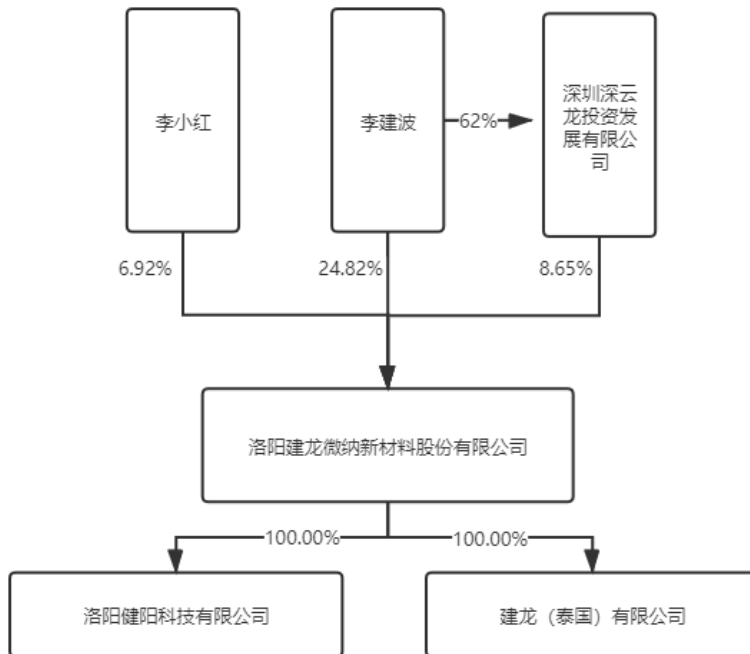 李小红
李建波
62%
深圳深云
龙投资发
展有限公
司
6.92%
24.82%
8.65%
洛阳建龙微纳新材料股份有限公司
100.00%
100.00%
洛阳健阳科技有限公司
建龙（泰国）有限公司